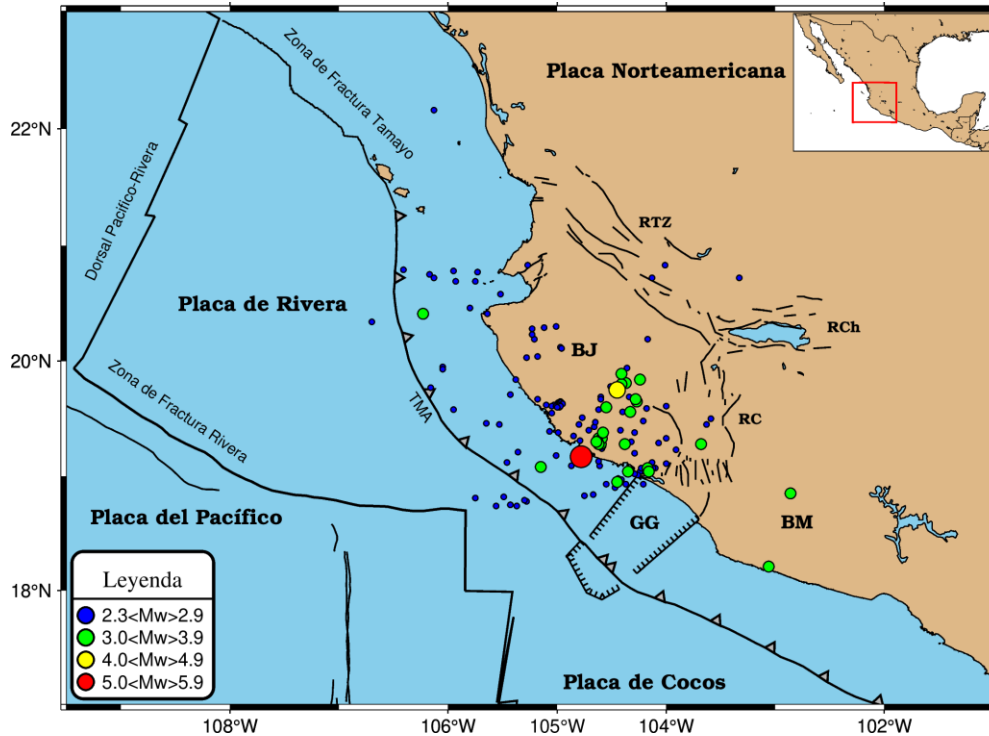 Zona de Fractura Tamayo
Placa Norteamericana
22°N
Dorsal Pacifico-Rivera
RTZ
Placa de Rivera
RCh
20°N
BJ
TMA
Zona de Fractura Rivera
RC
Placa del Pacífico
GG
BM
18°N
Leyenda
2.3<Mw>2.9
3.0<Mw>3.9
4.0<Mw>4.9
5.0<Mw>5.9
Placa de Cocos
108°W
106°W
104°W
102°W